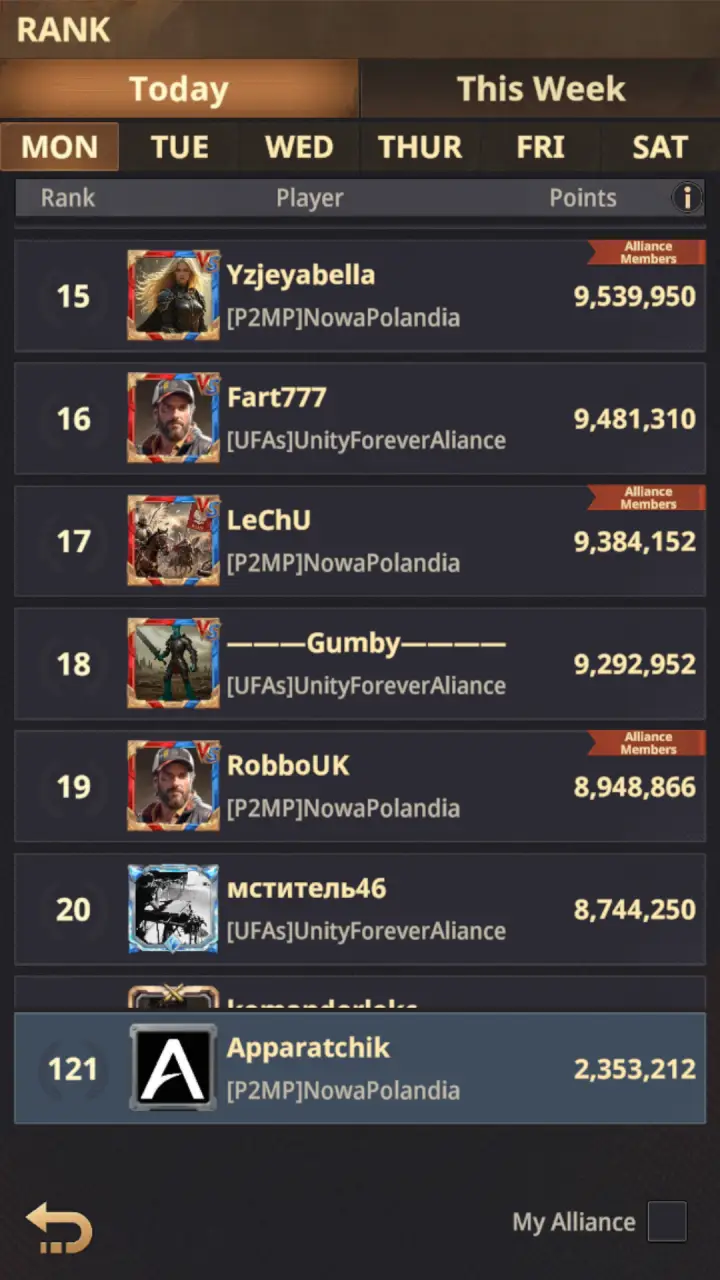 RANK
Today
This Week
MON
TUE
WED
THUR
FRI
SAT
Rank
Player
Points
i
15
Yzjeyabella
[P2MP]NowaPolandia
Alliance
Members
9,539,950
16
Fart777
[UFAs]UnityForeverAliance
9,481,310
17
LeChU
[P2MP]NowaPolandia
Alliance
Members
9,384,152
18
———Gumby————
[UFAs]UnityForeverAliance
9,292,952
19
RobboUK
[P2MP]NowaPolandia
Alliance
Members
8,948,866
20
мститель46
[UFAs]UnityForeverAliance
8,744,250
121
Apparatchik
[P2MP]NowaPolandia
2,353,212
My Alliance